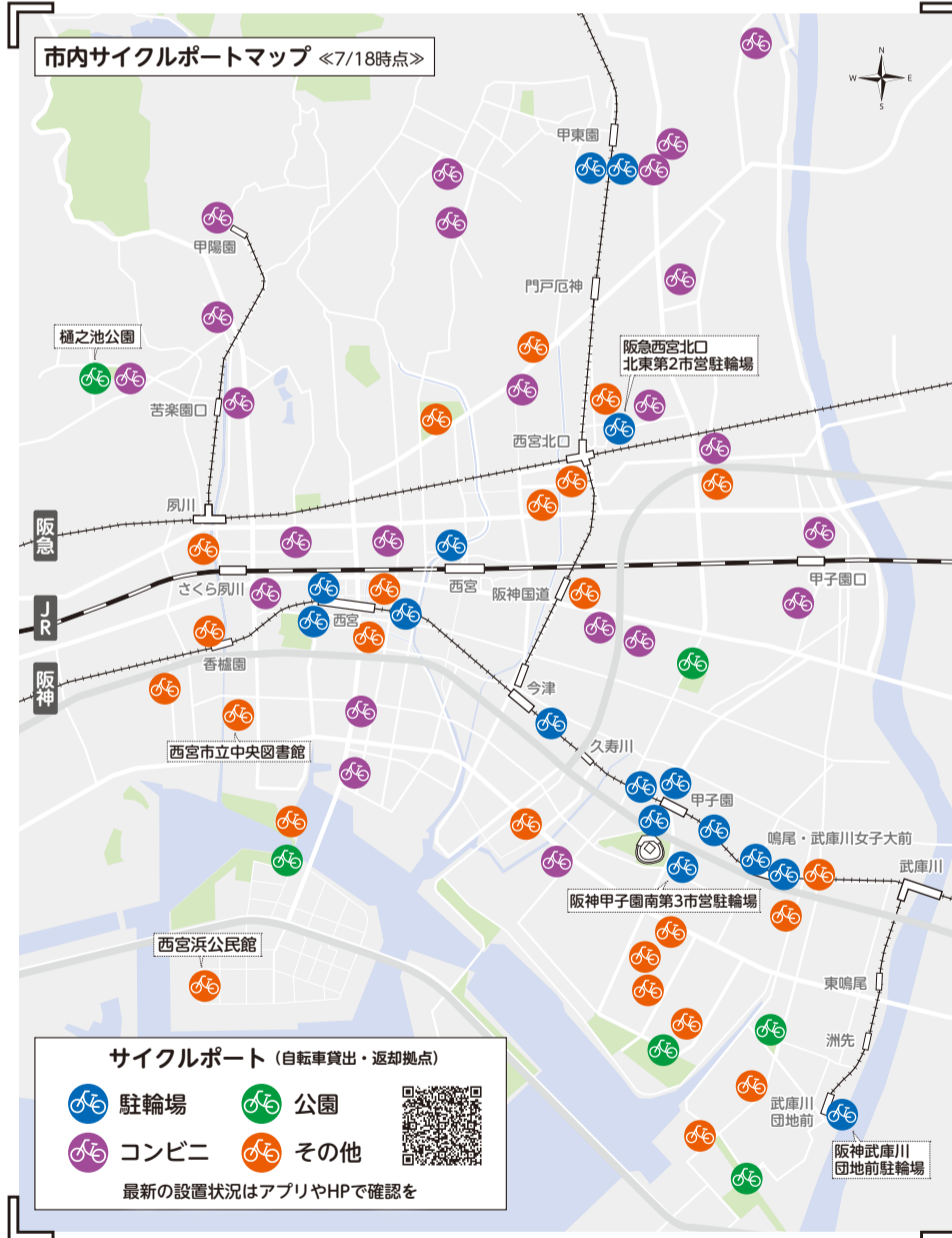 市内サイクルポートマップ ≪7/18時点≫
N
W E
S
甲東園
甲陽園
門戸厄神
樋之池公園
阪急西宮北口
北東第2市営駐輪場
苦楽園口
西宮北口
夙川
阪急
さくら夙川
西宮
阪神国道
甲子園口
JR
西宮
香櫨園
阪神
今津
西宮市立中央図書館
久寿川
甲子園
鳴尾・武庫川女子大前
武庫川
阪神甲子園南第3市営駐輪場
西宮浜公民館
東鳴尾
洲先
武庫川
団地前
阪神武庫川
団地前駐輪場
サイクルポート(自転車貸出・返却拠点)
駐輪場
公園
コンビニ
その他
最新の設置状況はアプリやHPで確認を